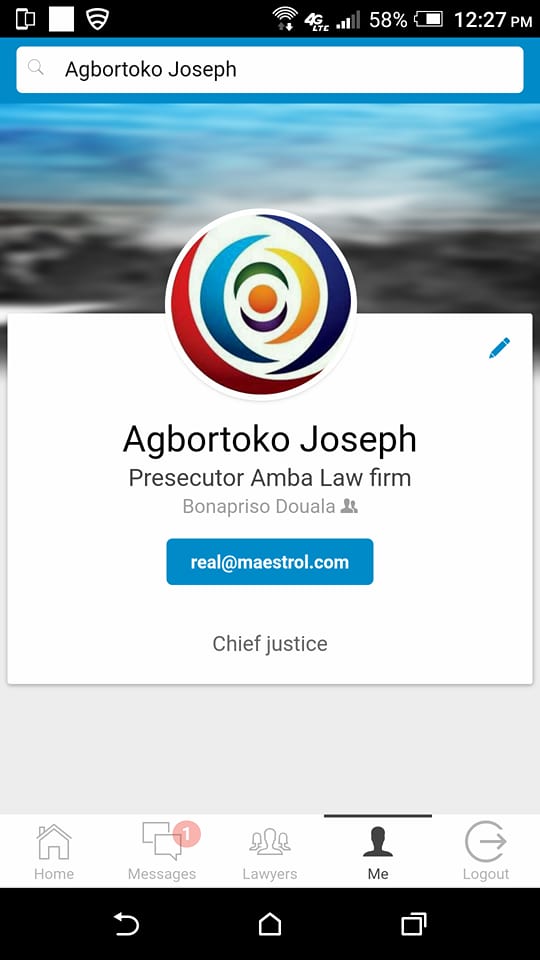 4G LTE 58% 12:27 PM
Agbortoko Joseph
Agbortoko Joseph
Presecutor Amba Law firm
Bonapriso Douala
real@maestrol.com
Chief justice
1
Home Messages Lawyers Me Logout